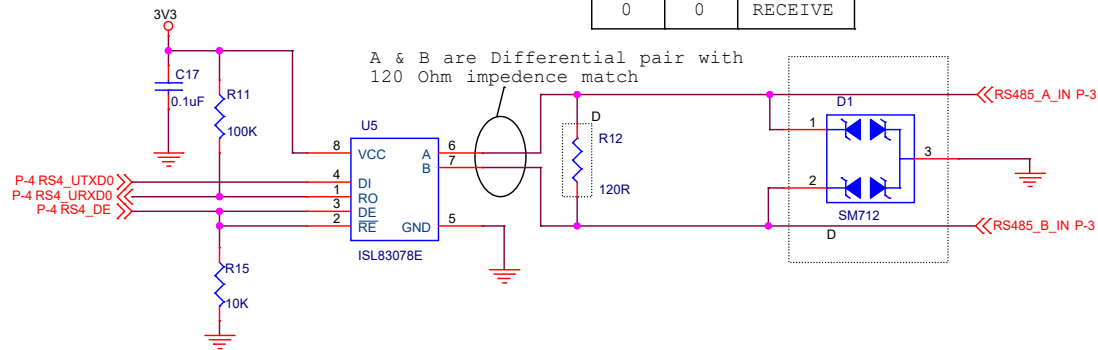 0 0 RECEIVE
3V3
A & B are Differential pair with
120 Ohm impedence match
C17
0.1uF
R11
100K
U5
8 VCC A 6
7 B
P-4 RS4_UTXD0 4 DI
P-4 RS4_URXD0 1 RO
P-4 RS4_DE 3 DE
2 RE GND 5
ISL83078E
R15
10K
D
R12
120R
RS485_A_IN P-3
D1
1
3
2
SM712
D
RS485_B_IN P-3